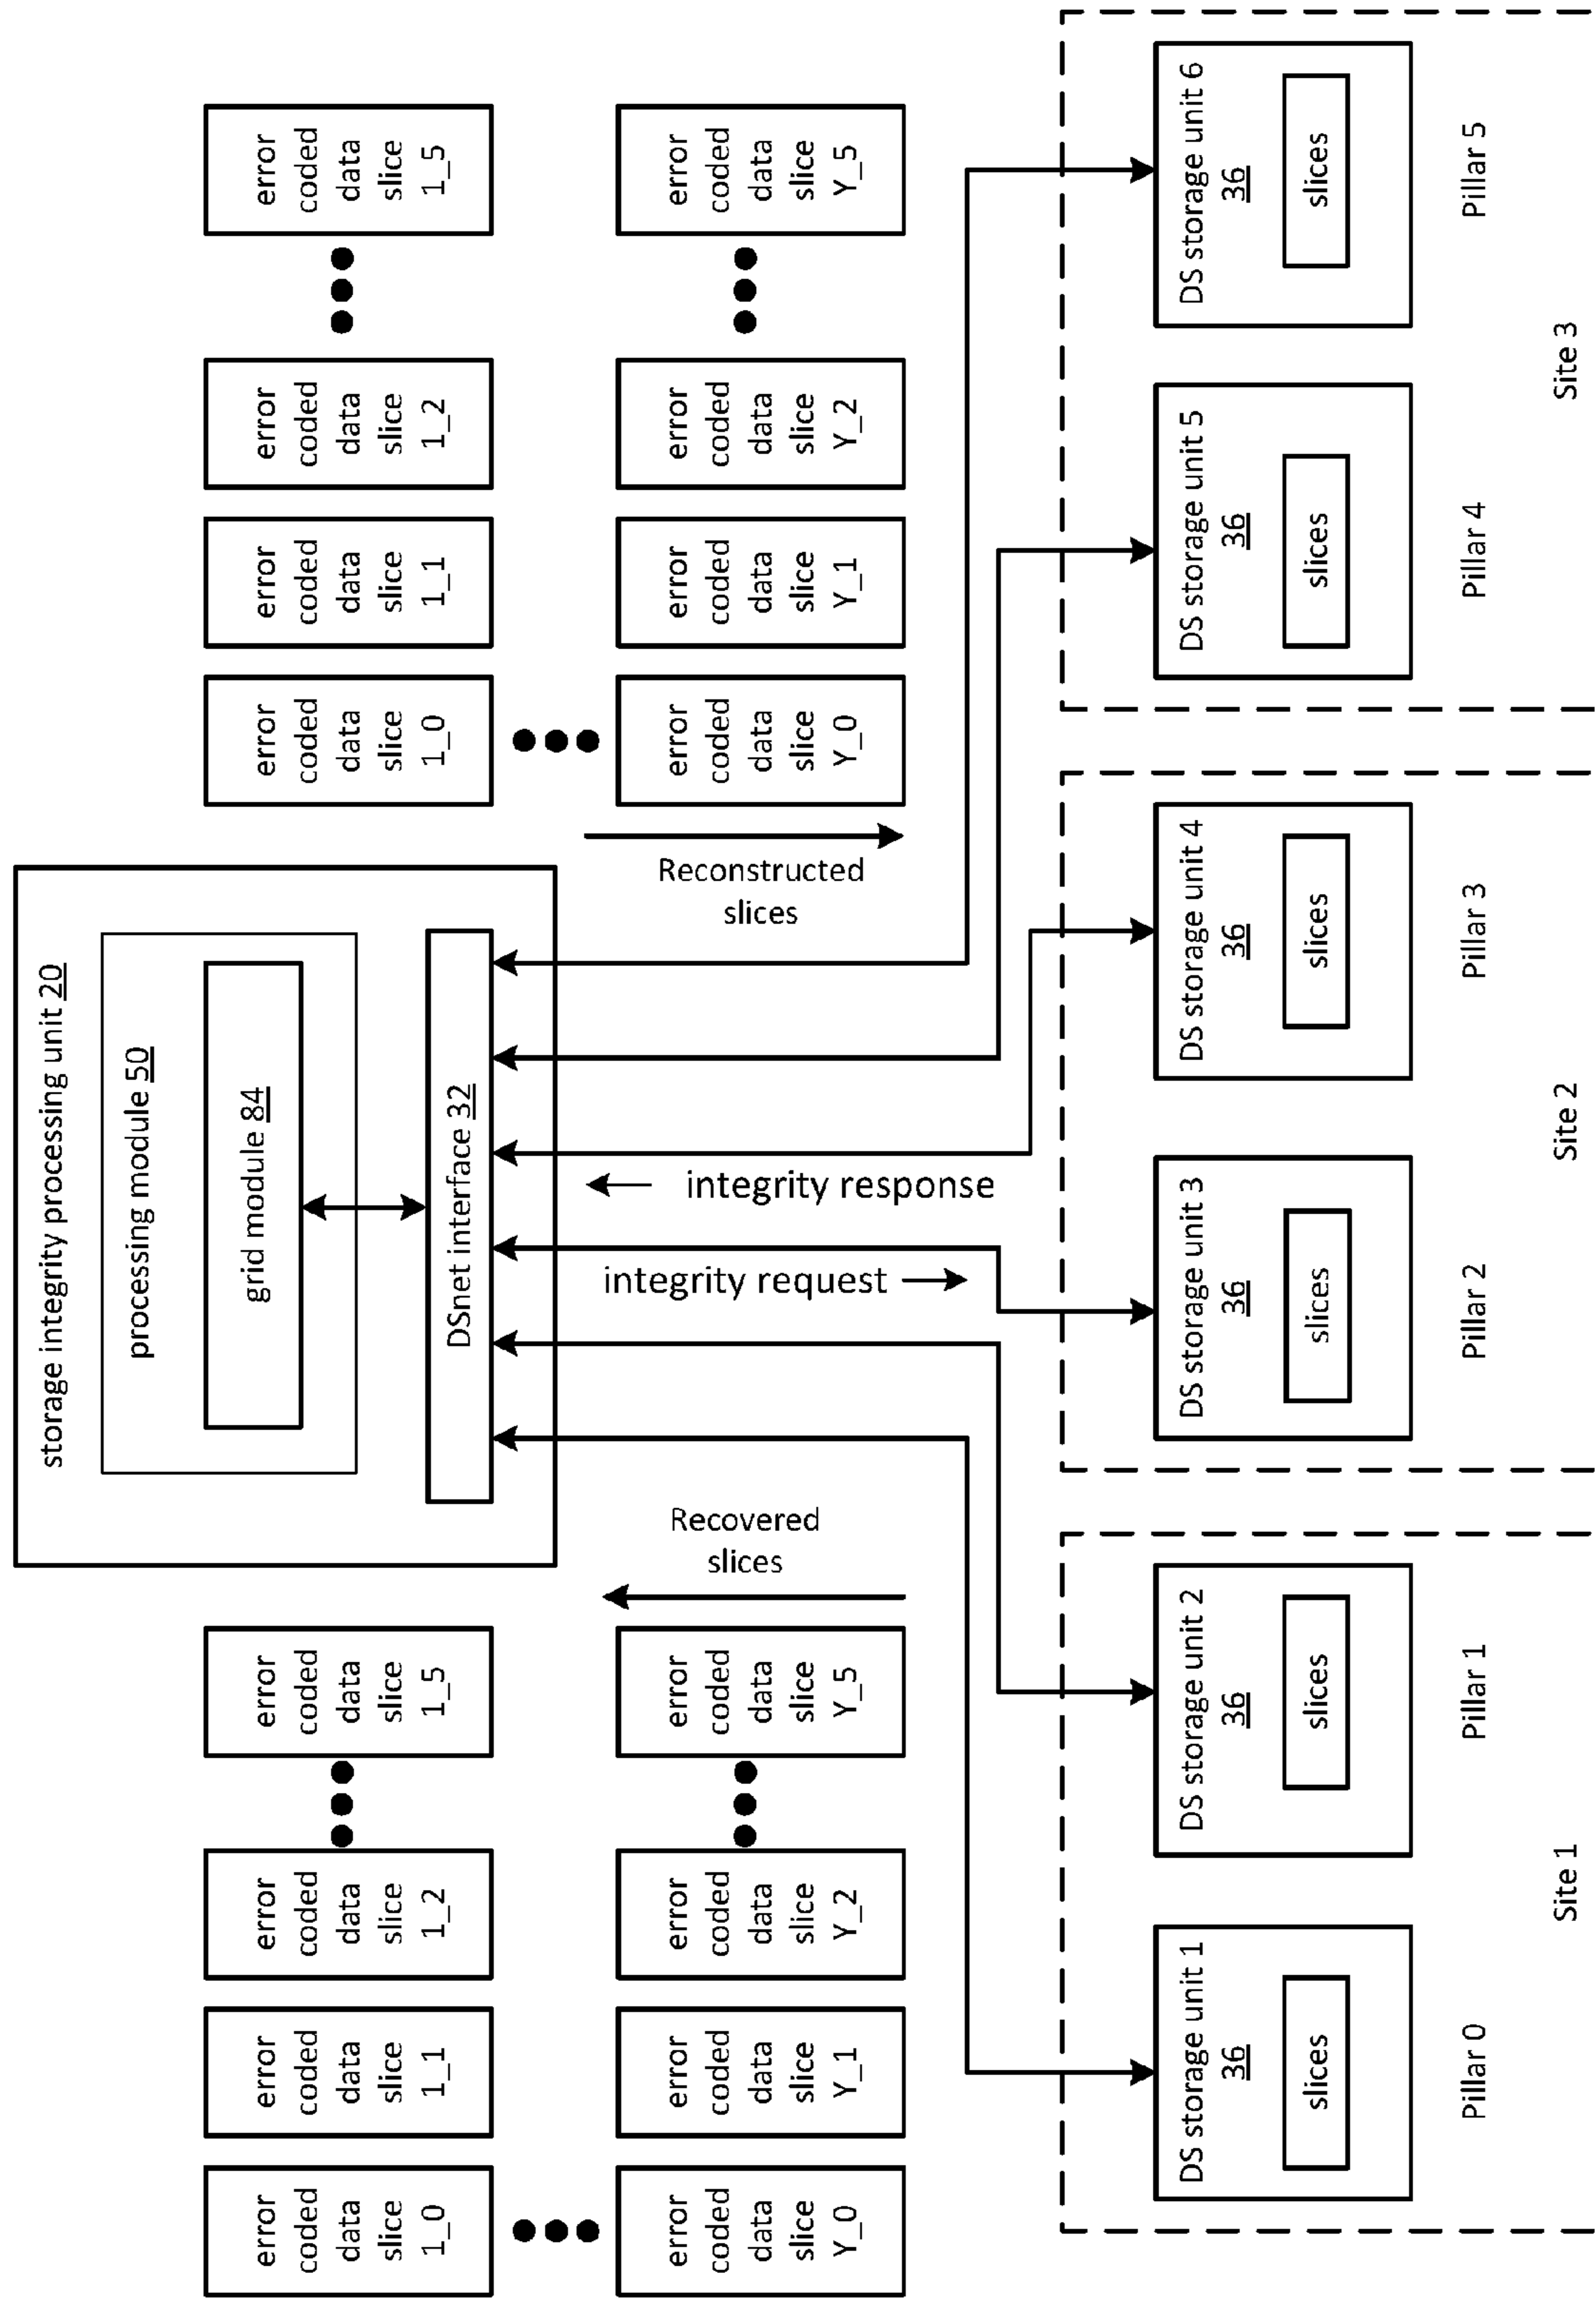 storage integrity processing unit 20
processing module 50
grid module 84
DSnet interface 32
error
coded
data
slice
1_0
error
coded
data
slice
1_1
error
coded
data
slice
1_2
error
coded
data
slice
1_5
error
coded
data
slice
Y_0
error
coded
data
slice
Y_1
error
coded
data
slice
Y_2
error
coded
data
slice
Y_5
Recovered
slices
integrity request
integrity response
Reconstructed
slices
error
coded
data
slice
1_0
error
coded
data
slice
1_1
error
coded
data
slice
1_2
error
coded
data
slice
1_5
error
coded
data
slice
Y_0
error
coded
data
slice
Y_1
error
coded
data
slice
Y_2
error
coded
data
slice
Y_5
DS storage unit 1
36
slices
Pillar 0
DS storage unit 2
36
slices
Pillar 1
Site 1
DS storage unit 3
36
slices
Pillar 2
DS storage unit 4
36
slices
Pillar 3
Site 2
DS storage unit 5
36
slices
Pillar 4
DS storage unit 6
36
slices
Pillar 5
Site 3